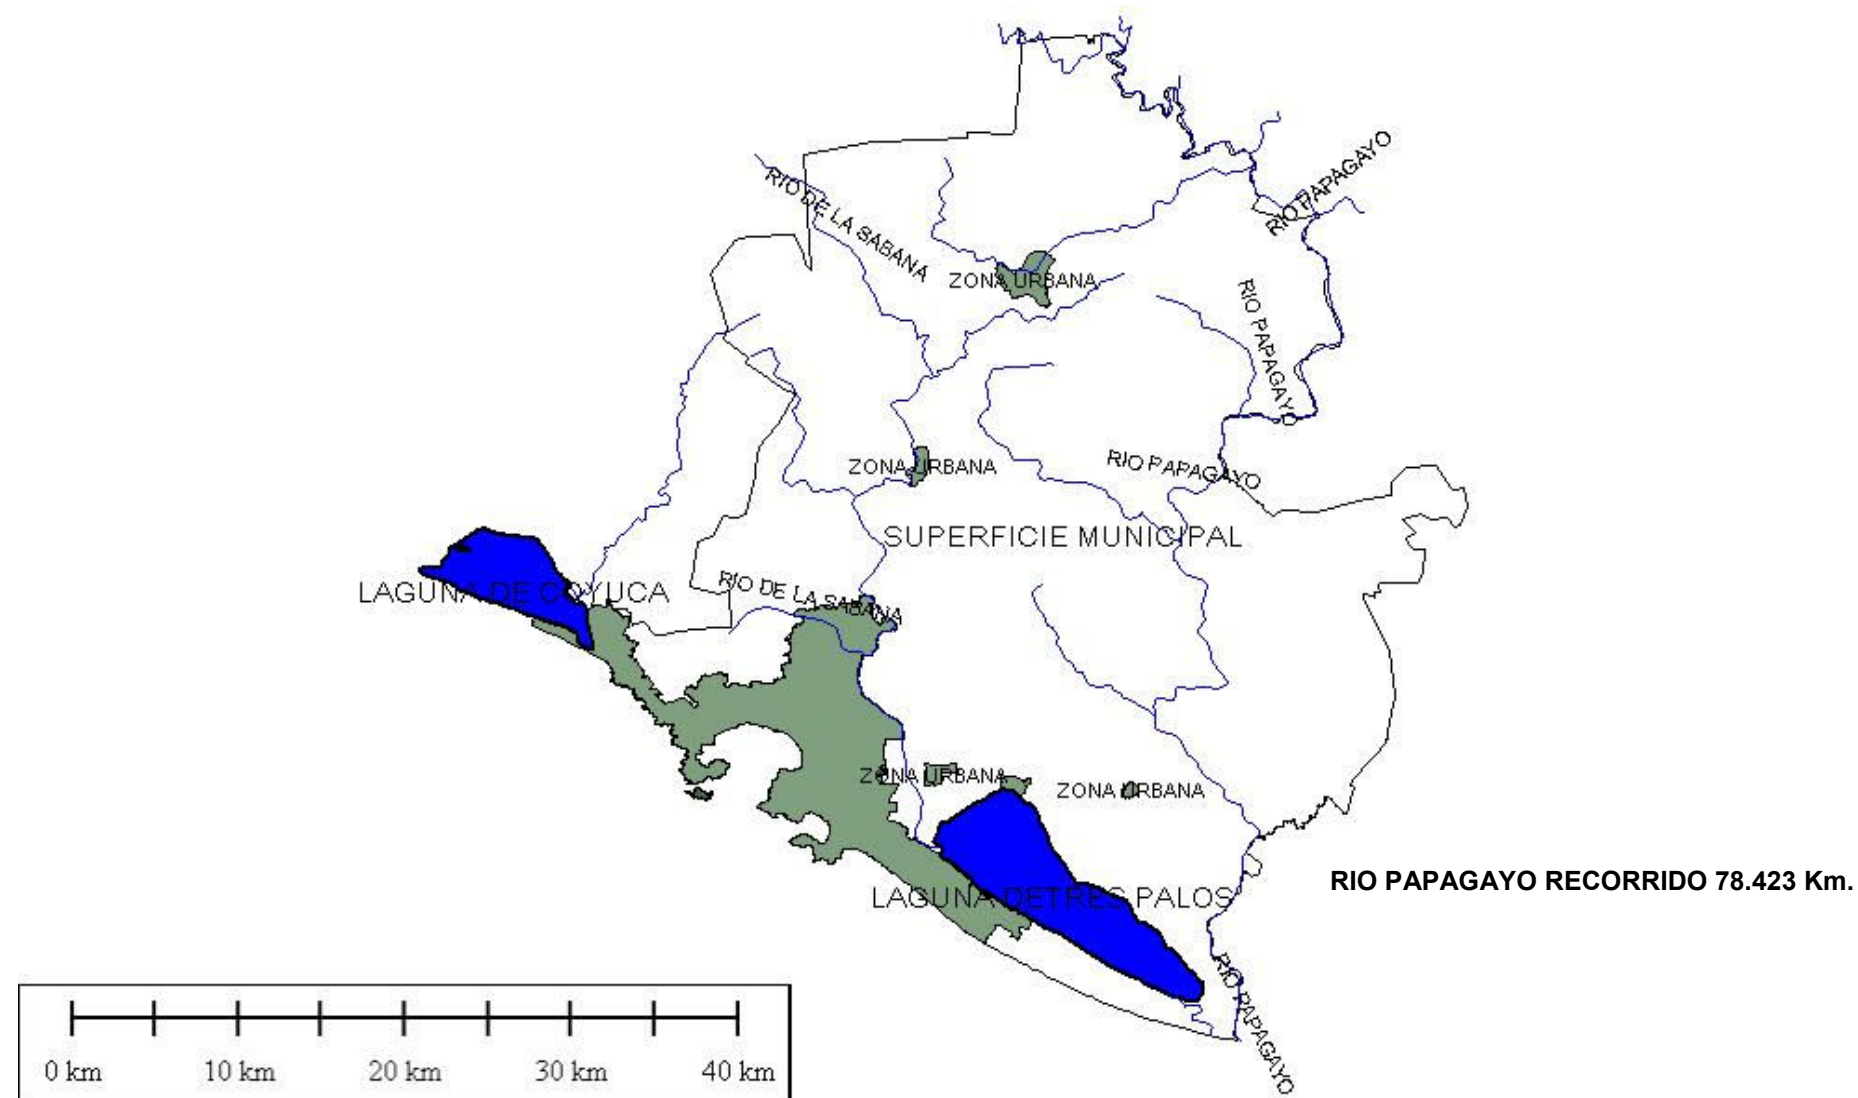 RIO PAPAGAYO
RIO DE LA SABANA
ZONA URBANA
RIO PAPAGAYO
RIO PAPAGAYO
ZONA URBANA
SUPERFICIE MUNICIPAL
LAGUNA DE COYUCA
RIO DE LA SABANA
ZONA URBANA
ZONA URBANA
RIO PAPAGAYO RECORRIDO 78.423 Km.
LAGUNA DETRES PALOS
RIO PAPAGAYO
0 km 10 km 20 km 30 km 40 km